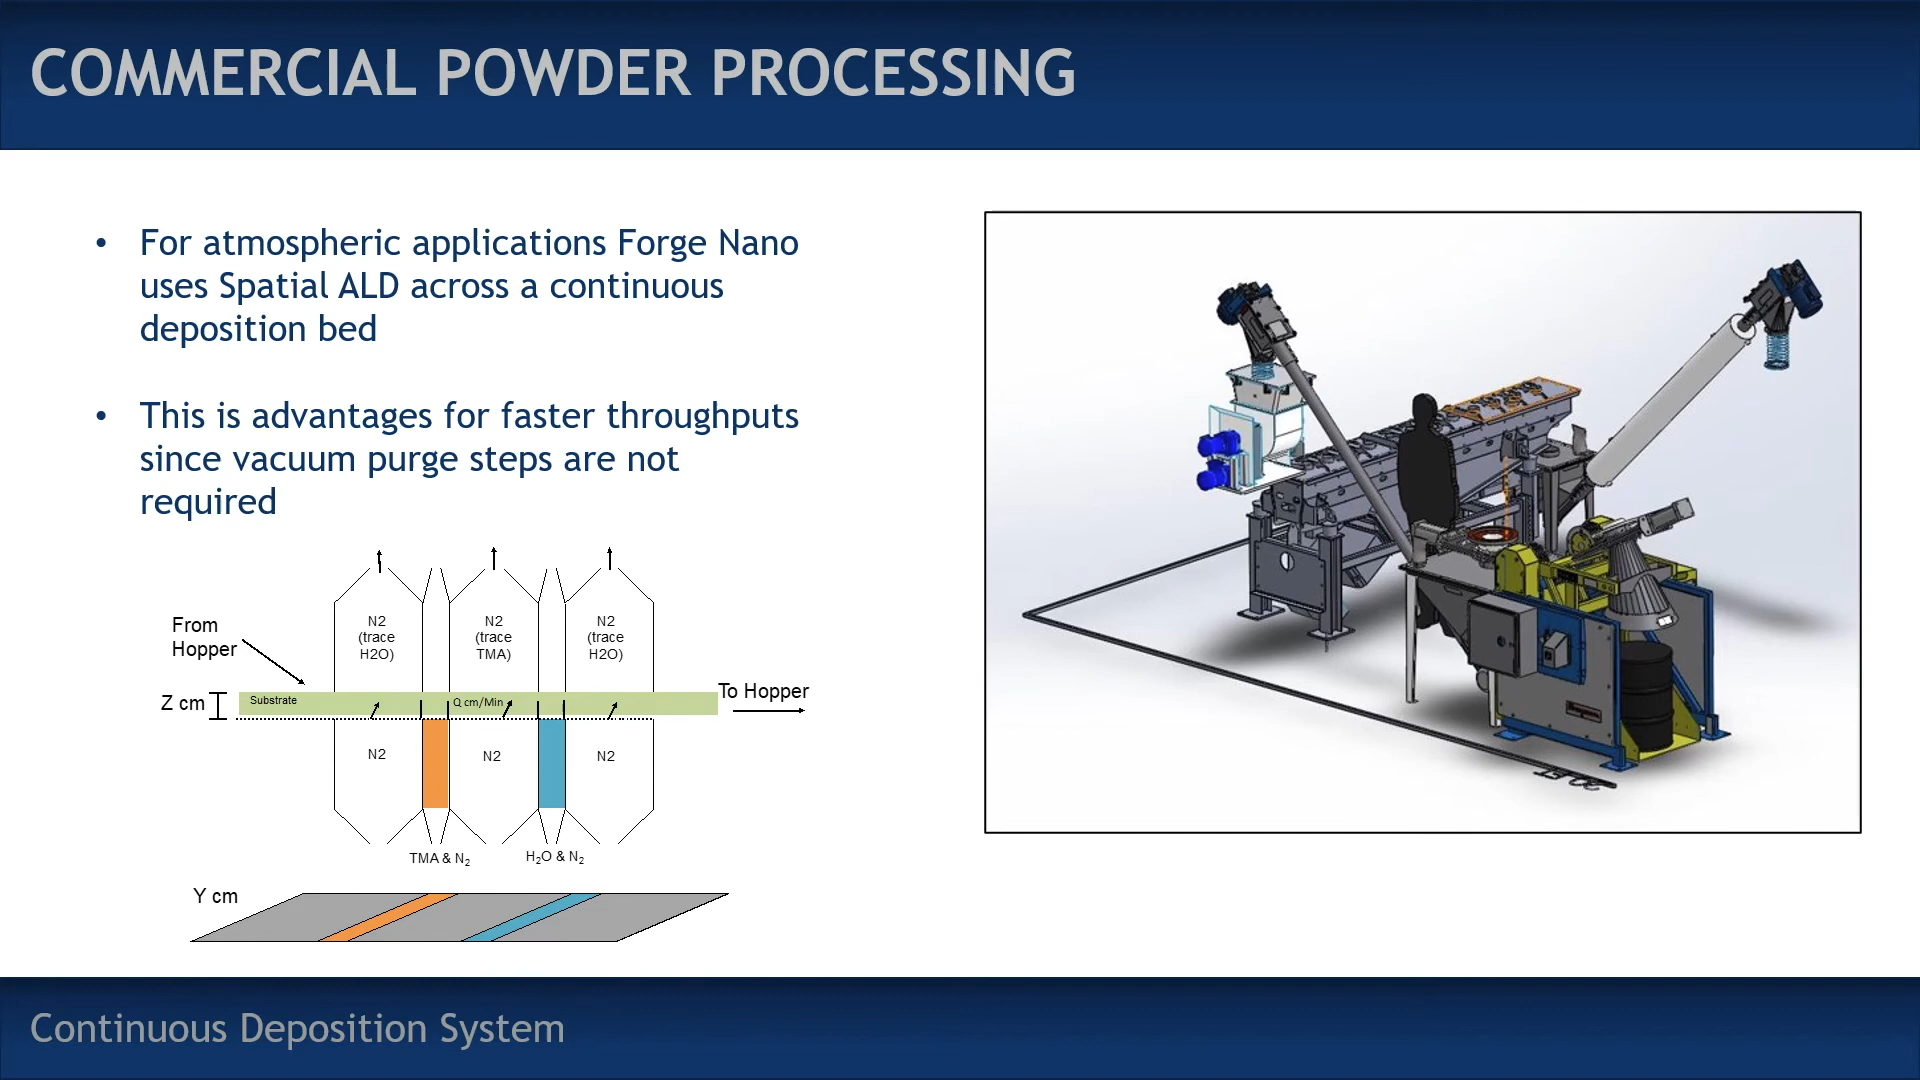 COMMERCIAL POWDER PROCESSING
• For atmospheric applications Forge Nano
uses Spatial ALD across a continuous
deposition bed
• This is advantages for faster throughputs
since vacuum purge steps are not
required
From
Hopper
N2
(trace
H2O)
N2
(trace
TMA)
N2
(trace
H2O)
Z cm
Substrate
Q cm/Min
To Hopper
N2
N2
N2
TMA & N2
H2O & N2
Y cm
Continuous Deposition System